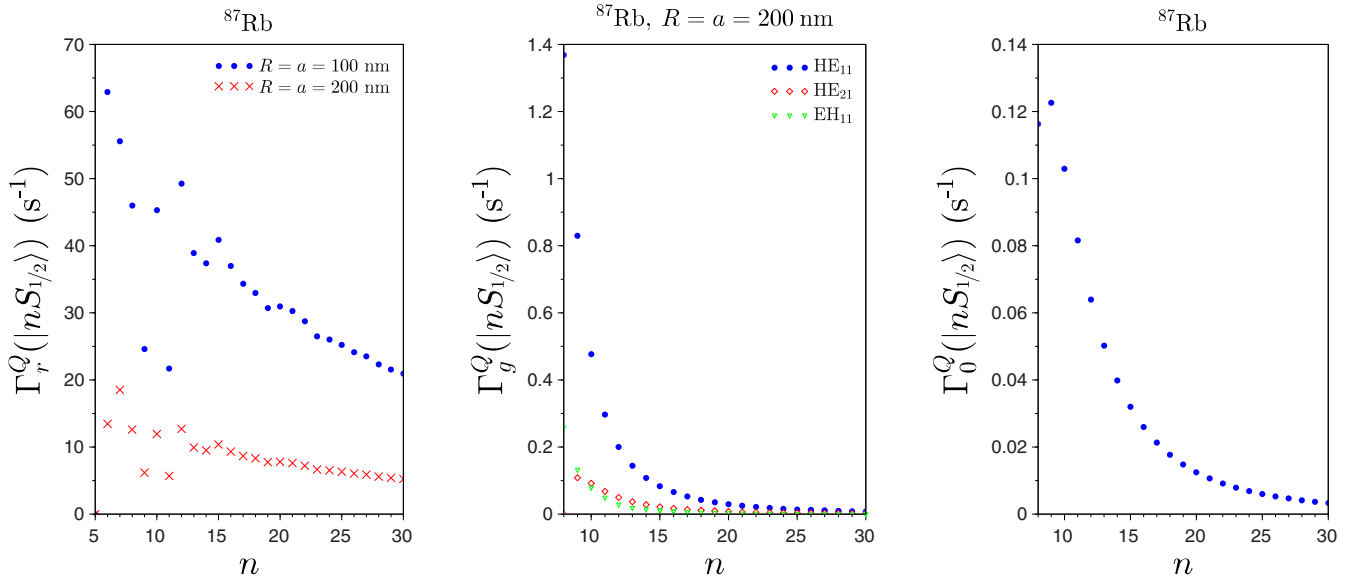 ⁸⁷Rb
70
60
50
40
30
20
10
0
5 10 15 20 25 30
n
Γ_r^Q(|nS_{1/2}⟩) (s⁻¹)
R = a = 100 nm
R = a = 200 nm
⁸⁷Rb, R = a = 200 nm
1.4
1.2
1
0.8
0.6
0.4
0.2
0
10 15 20 25 30
n
Γ_g^Q(|nS_{1/2}⟩) (s⁻¹)
HE₁₁
HE₂₁
EH₁₁
⁸⁷Rb
0.14
0.12
0.1
0.08
0.06
0.04
0.02
0
10 15 20 25 30
n
Γ_0^Q(|nS_{1/2}⟩) (s⁻¹)